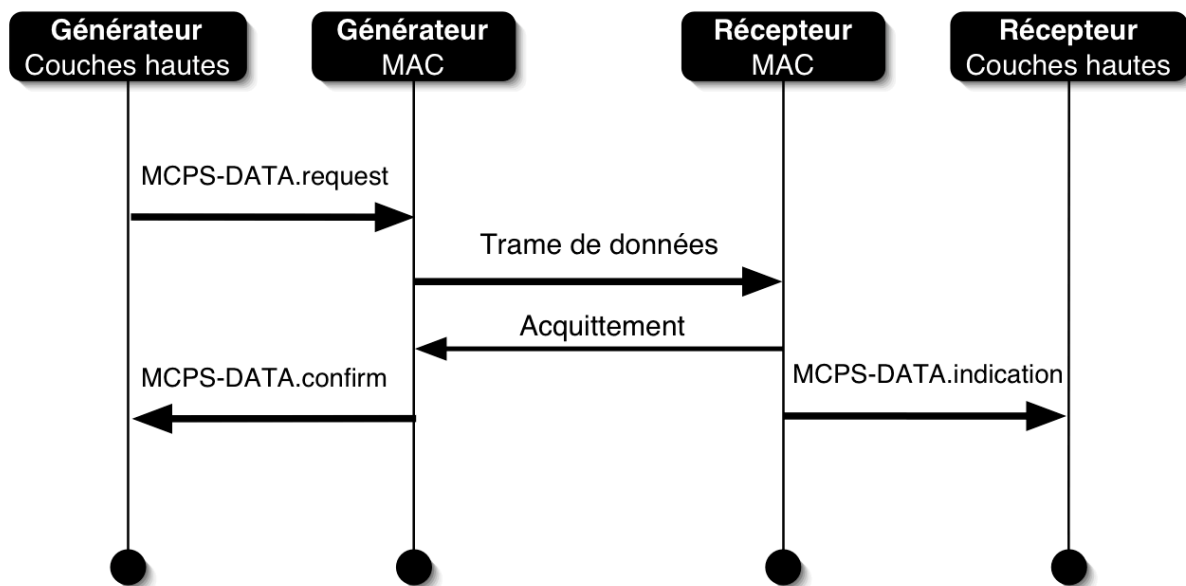 Générateur
Couches hautes
Générateur
MAC
Récepteur
MAC
Récepteur
Couches hautes
MCPS-DATA.request
Trame de données
Acquittement
MCPS-DATA.confirm
MCPS-DATA.indication